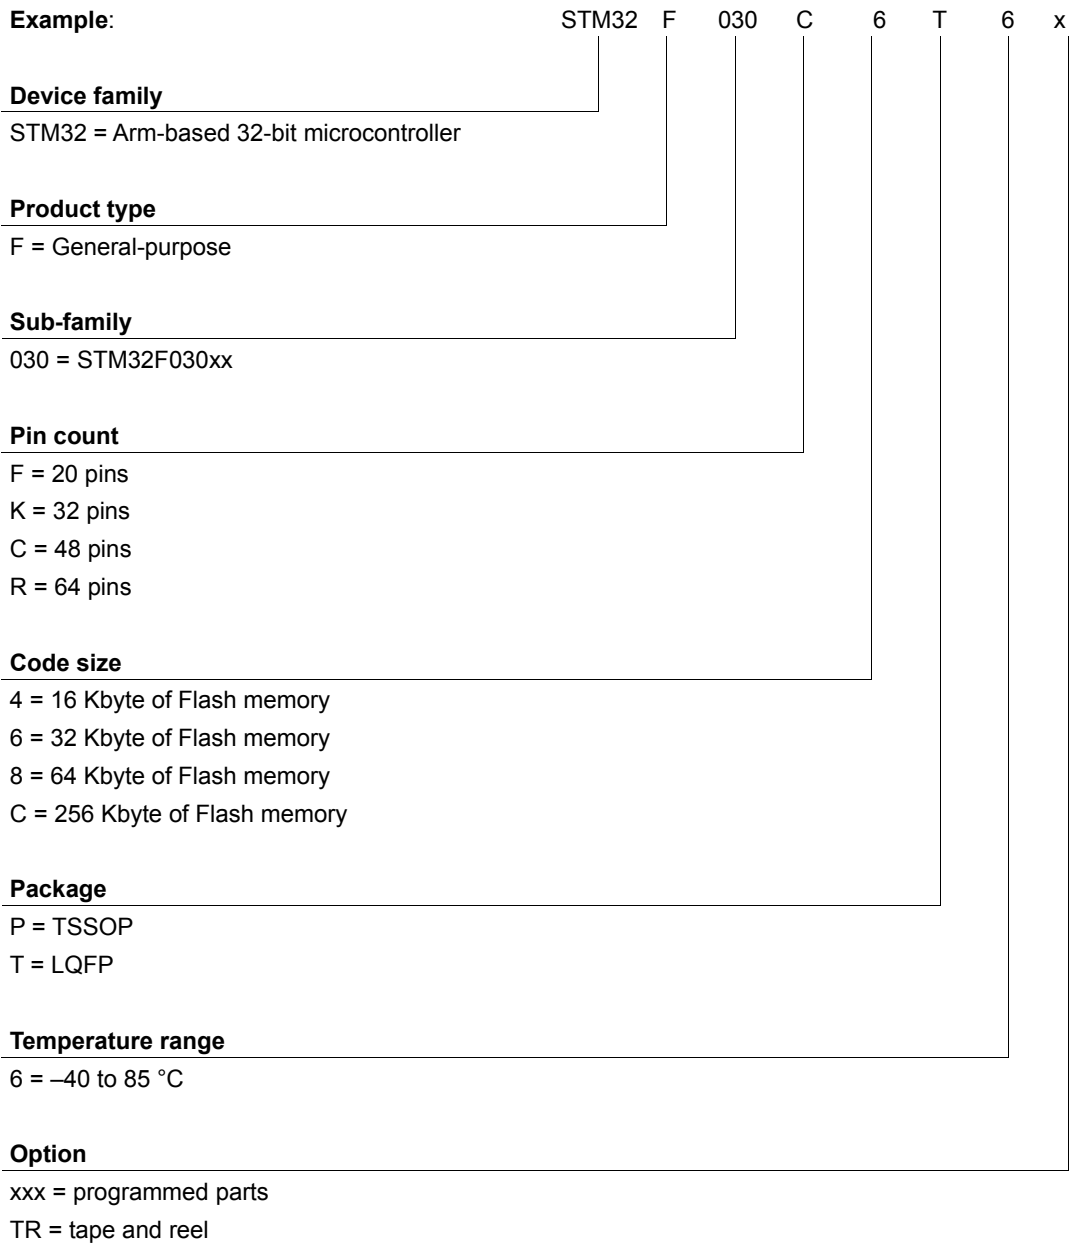 Example: STM32 F 030 C 6 T 6 x
Device family
STM32 = Arm-based 32-bit microcontroller
Product type
F = General-purpose
Sub-family
030 = STM32F030xx
Pin count
F = 20 pins
K = 32 pins
C = 48 pins
R = 64 pins
Code size
4 = 16 Kbyte of Flash memory
6 = 32 Kbyte of Flash memory
8 = 64 Kbyte of Flash memory
C = 256 Kbyte of Flash memory
Package
P = TSSOP
T = LQFP
Temperature range
6 = –40 to 85 °C
Option
xxx = programmed parts
TR = tape and reel